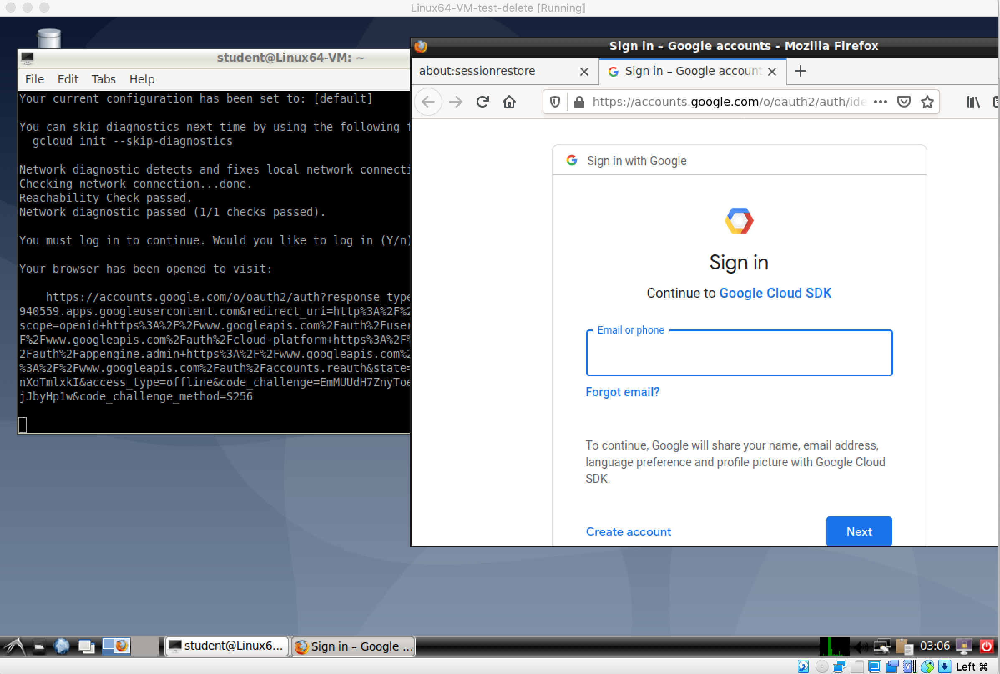 Linux64-VM-test-delete [Running]
student@Linux64-VM: ~
File Edit Tabs Help
Your current configuration has been set to: [default]
You can skip diagnostics next time by using the following
gcloud init --skip-diagnostics
Network diagnostic detects and fixes local network connecti
Checking network connection...done.
Reachability Check passed.
Network diagnostic passed (1/1 checks passed).
You must log in to continue. Would you like to log in (Y/n)
Your browser has been opened to visit:
https://accounts.google.com/o/oauth2/auth?response_type
940559.apps.googleusercontent.com&redirect_uri=http%3A%2F%2
scope=openid+https%3A%2F%2Fwww.googleapis.com%2Fauth%2Fuser
F%2Fwww.googleapis.com%2Fauth%2Fcloud-platform+https%3A%2F%
2Fauth%2Fappengine.admin+https%3A%2F%2Fwww.googleapis.com%2
%3A%2F%2Fwww.googleapis.com%2Fauth%2Faccounts.reauth&state=
nXoTmlxkI&access_type=offline&code_challenge=EmMUUdH7ZnyToe
jJbyHp1w&code_challenge_method=S256
Sign in – Google accounts - Mozilla Firefox
about:sessionrestore
Sign in – Google account
https://accounts.google.com/o/oauth2/auth/ide
Sign in with Google
Sign in
Continue to Google Cloud SDK
Email or phone
Forgot email?
To continue, Google will share your name, email address,
language preference and profile picture with Google Cloud
SDK.
Create account
Next
student@Linux6...
Sign in – Google ...
03:06
Left ⌘